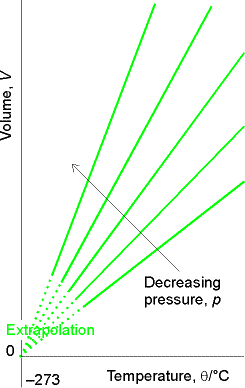 Volume, V
Decreasing
pressure, p
Extrapolation
0
−273
Temperature, θ/°C